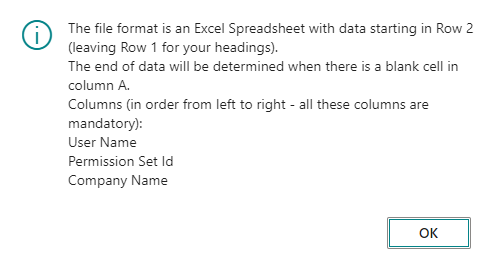 The file format is an Excel Spreadsheet with data starting in Row 2
(leaving Row 1 for your headings).
The end of data will be determined when there is a blank cell in
column A.
Columns (in order from left to right - all these columns are
mandatory):
User Name
Permission Set Id
Company Name
OK